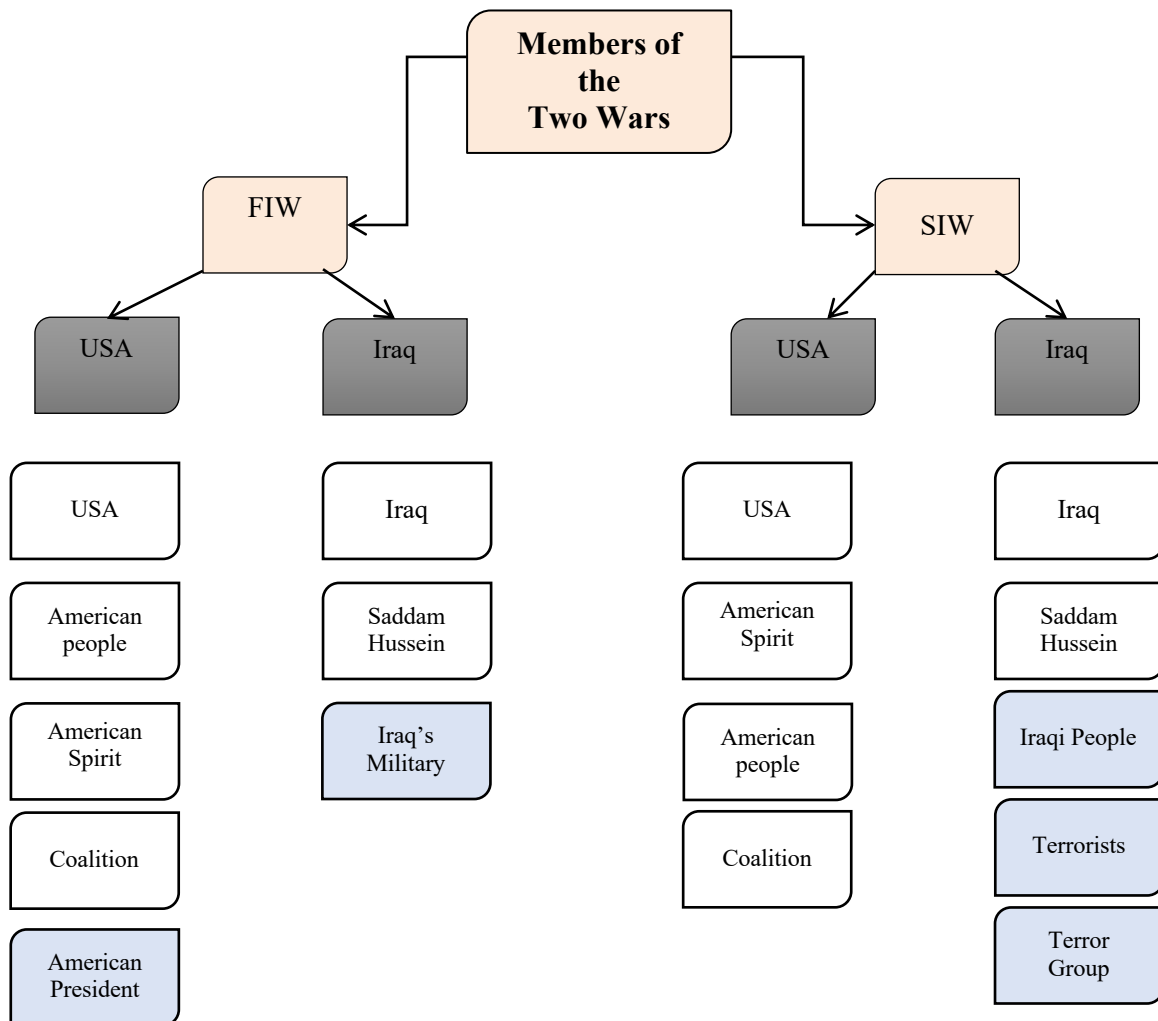 Members of
the
Two Wars
FIW
SIW
USA
Iraq
USA
Iraq
USA
Iraq
USA
Iraq
American
people
Saddam
Hussein
American
Spirit
Saddam
Hussein
American
Spirit
Iraq’s
Military
American
people
Iraqi People
Coalition
Coalition
Terrorists
American
President
Terror
Group